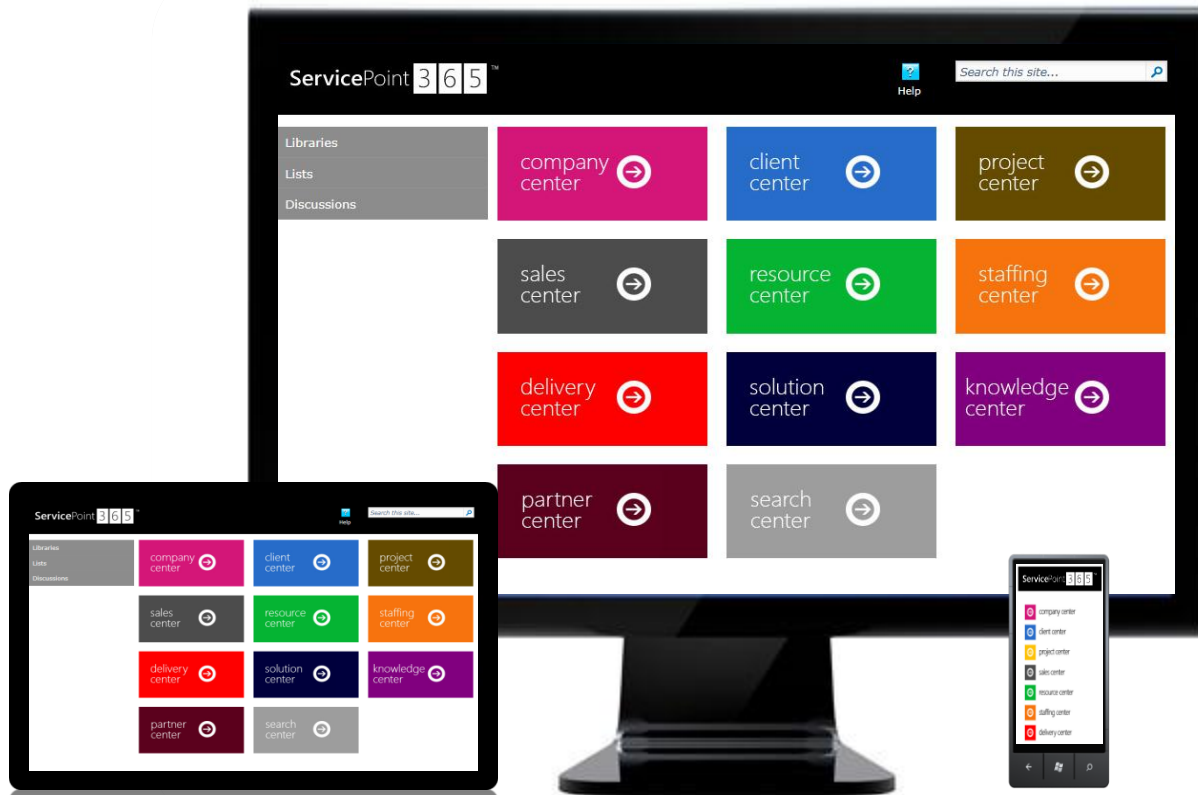 ServicePoint 365™
Help
Search this site...
Libraries
Lists
Discussions
company
center
client
center
project
center
sales
center
resource
center
staffing
center
delivery
center
solution
center
knowledge
center
partner
center
search
center
ServicePoint 365™
Help
Search this site...
Libraries
Lists
Discussions
company
center
client
center
project
center
sales
center
resource
center
staffing
center
delivery
center
solution
center
knowledge
center
partner
center
search
center
ServicePoint 365™
company center
client center
project center
sales center
resource center
staffing center
delivery center